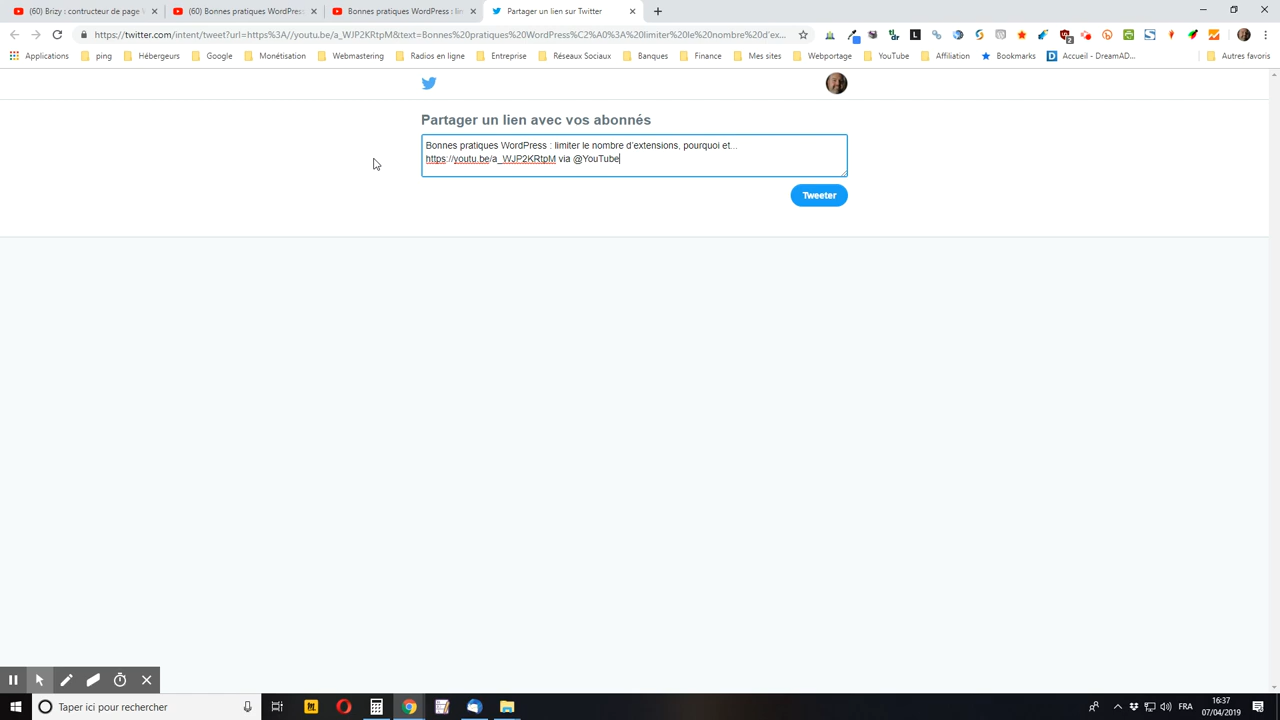 (60) Brizy : contructeur de page
(60) Bonnes pratiques WordPress
Bonnes pratiques WordPress : lin
Partager un lien sur Twitter
https://twitter.com/intent/tweet?url=https%3A//youtu.be/a_WJP2KRtpM&text=Bonnes%20pratiques%20WordPress%C2%A0%3A%20limiter%20le%20nombre%20d'ex...
Applications
ping
Hébergeurs
Google
Monétisation
Webmastering
Radios en ligne
Entreprise
Réseaux Sociaux
Banques
Finance
Mes sites
Webportage
YouTube
Affiliation
Bookmarks
Accueil - DreamAD...
Autres favoris
Partager un lien avec vos abonnés
Bonnes pratiques WordPress : limiter le nombre d'extensions, pourquoi et...
https://youtu.be/a_WJP2KRtpM via @YouTube
Tweeter
Taper ici pour rechercher
FRA
16:37
07/04/2019